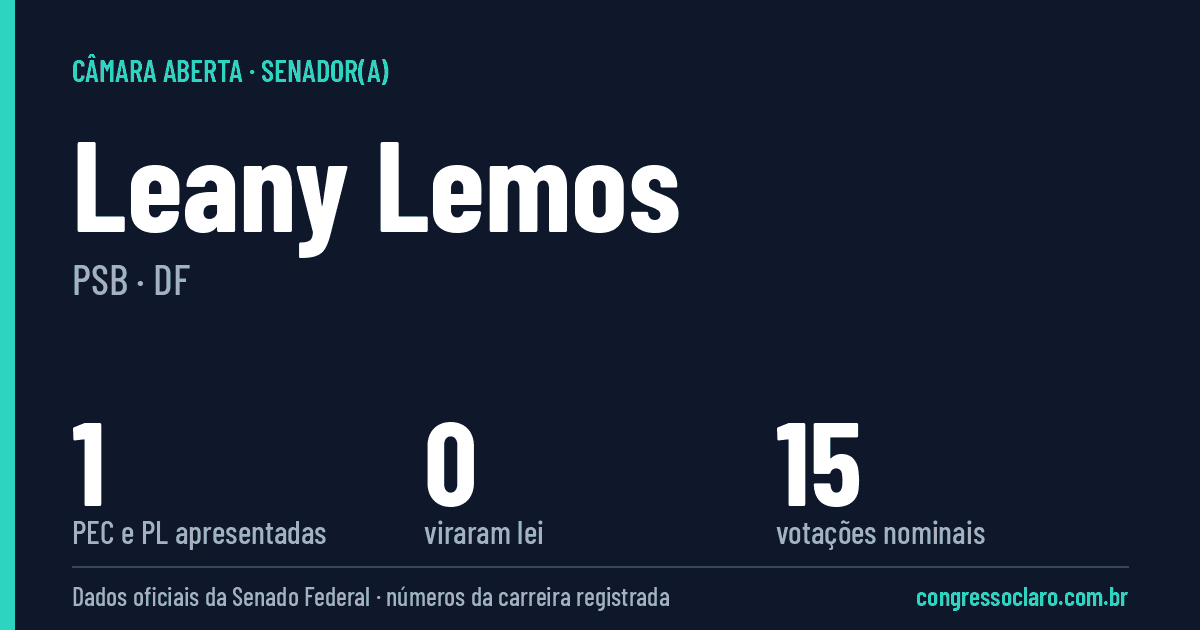 CÂMARA ABERTA · SENADOR(A)
Leany Lemos
PSB · DF
1 0 15
PEC e PL apresentadas viraram lei votações nominais
Dados oficiais da Senado Federal · números da carreira registrada congressoclaro.com.br